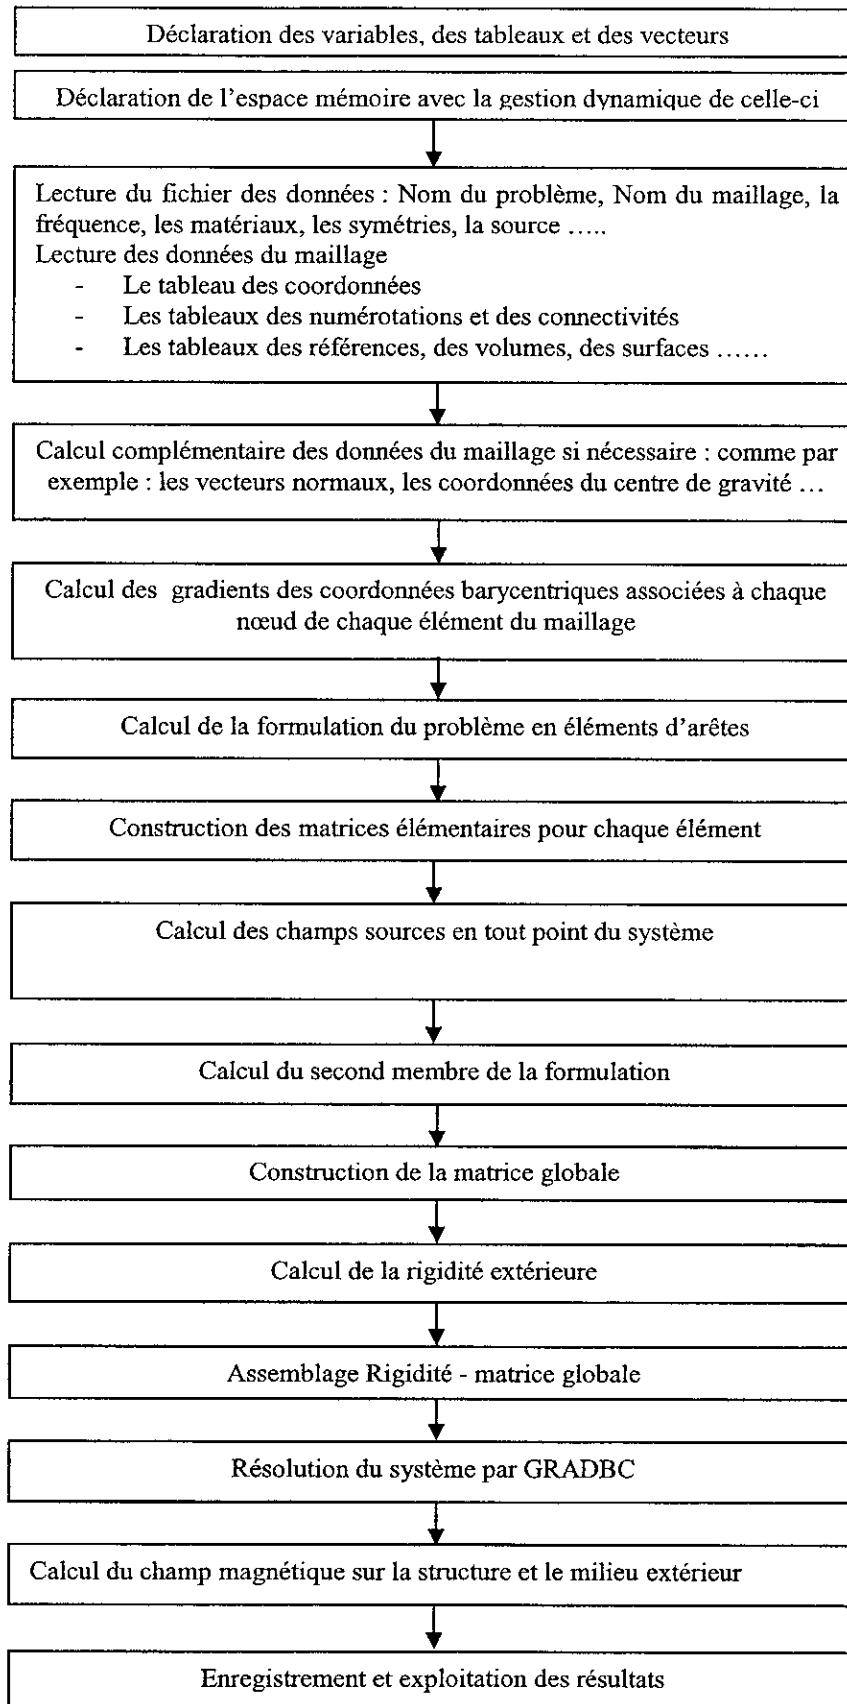 Déclaration des variables, des tableaux et des vecteurs
Déclaration de l'espace mémoire avec la gestion dynamique de celle-ci
Lecture du fichier des données : Nom du problème, Nom du maillage, la
fréquence, les matériaux, les symétries, la source …..
Lecture des données du maillage
- Le tableau des coordonnées
- Les tableaux des numérotations et des connectivités
- Les tableaux des références, des volumes, des surfaces ……
Calcul complémentaire des données du maillage si nécessaire : comme par
exemple : les vecteurs normaux, les coordonnées du centre de gravité …
Calcul des gradients des coordonnées barycentriques associées à chaque
nœud de chaque élément du maillage
Calcul de la formulation du problème en éléments d'arêtes
Construction des matrices élémentaires pour chaque élément
Calcul des champs sources en tout point du système
Calcul du second membre de la formulation
Construction de la matrice globale
Calcul de la rigidité extérieure
Assemblage Rigidité - matrice globale
Résolution du système par GRADBC
Calcul du champ magnétique sur la structure et le milieu extérieur
Enregistrement et exploitation des résultats